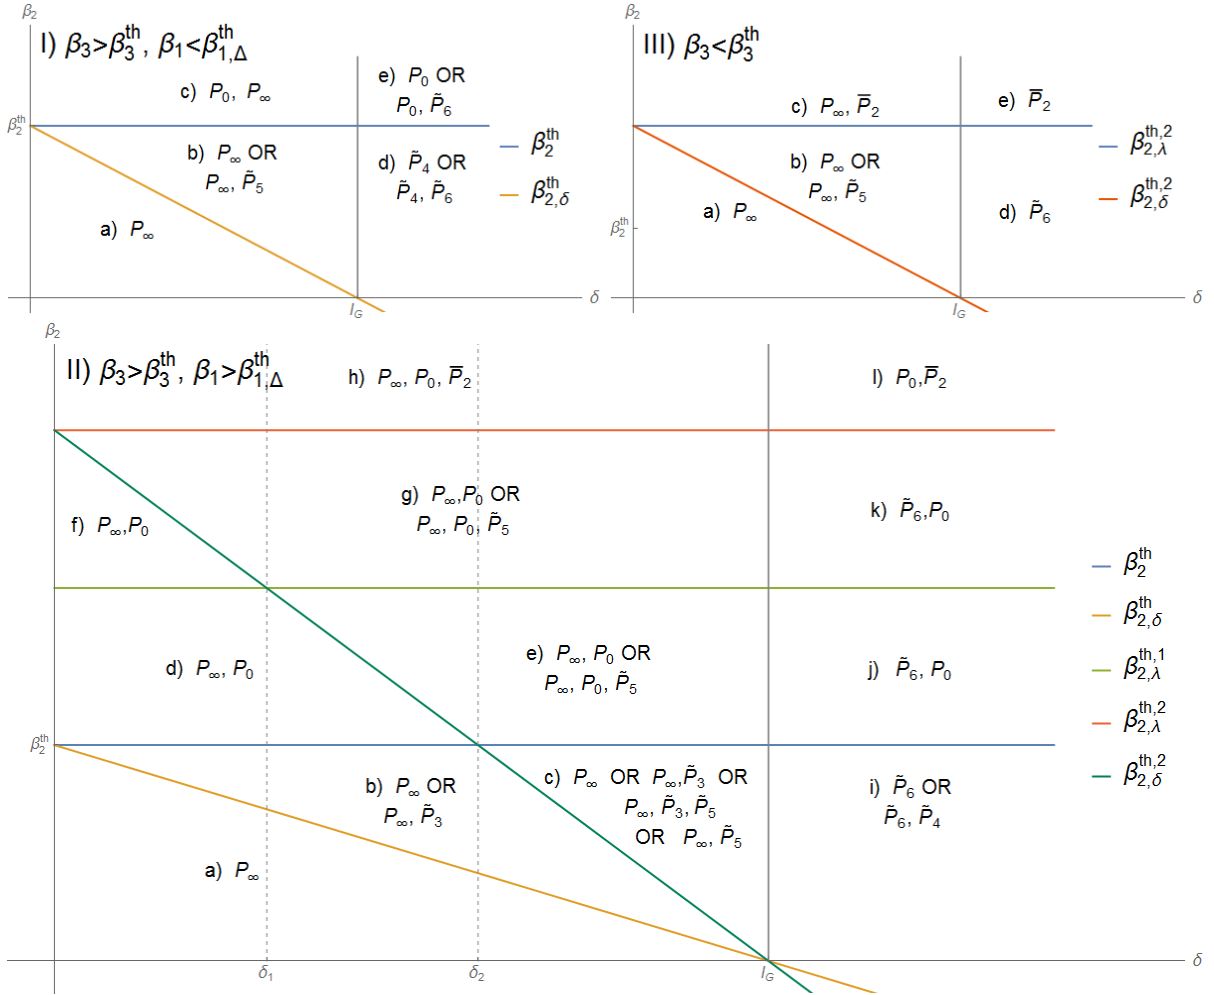 β₂
I) β₃>β₃ᵗʰ, β₁<β₁,Δᵗʰ
c) P₀, P∞
e) P₀ OR
P₀, P̃₆
β₂ᵗʰ
b) P∞ OR
P∞, P̃₅
d) P̃₄ OR
P̃₄, P̃₆
a) P∞
β₂ᵗʰ
β₂,δᵗʰ
I_G
δ
β₂
III) β₃<β₃ᵗʰ
c) P∞, P̅₂
e) P̅₂
b) P∞ OR
P∞, P̃₅
a) P∞
d) P̃₆
β₂ᵗʰ
β₂,λᵗʰ,²
β₂,δᵗʰ,²
I_G
δ
β₂
II) β₃>β₃ᵗʰ, β₁>β₁,Δᵗʰ
h) P∞, P₀, P̅₂
l) P₀,P̅₂
g) P∞,P₀ OR
P∞, P₀, P̃₅
f) P∞,P₀
k) P̃₆,P₀
e) P∞, P₀ OR
P∞, P₀, P̃₅
d) P∞, P₀
j) P̃₆, P₀
β₂ᵗʰ
b) P∞ OR
P∞, P̃₃
c) P∞ OR P∞,P̃₃ OR
P∞, P̃₃, P̃₅
OR P∞, P̃₅
i) P̃₆ OR
P̃₆, P̃₄
a) P∞
β₂ᵗʰ
β₂,δᵗʰ
β₂,λᵗʰ,¹
β₂,λᵗʰ,²
β₂,δᵗʰ,²
δ₁
δ₂
I_G
δ